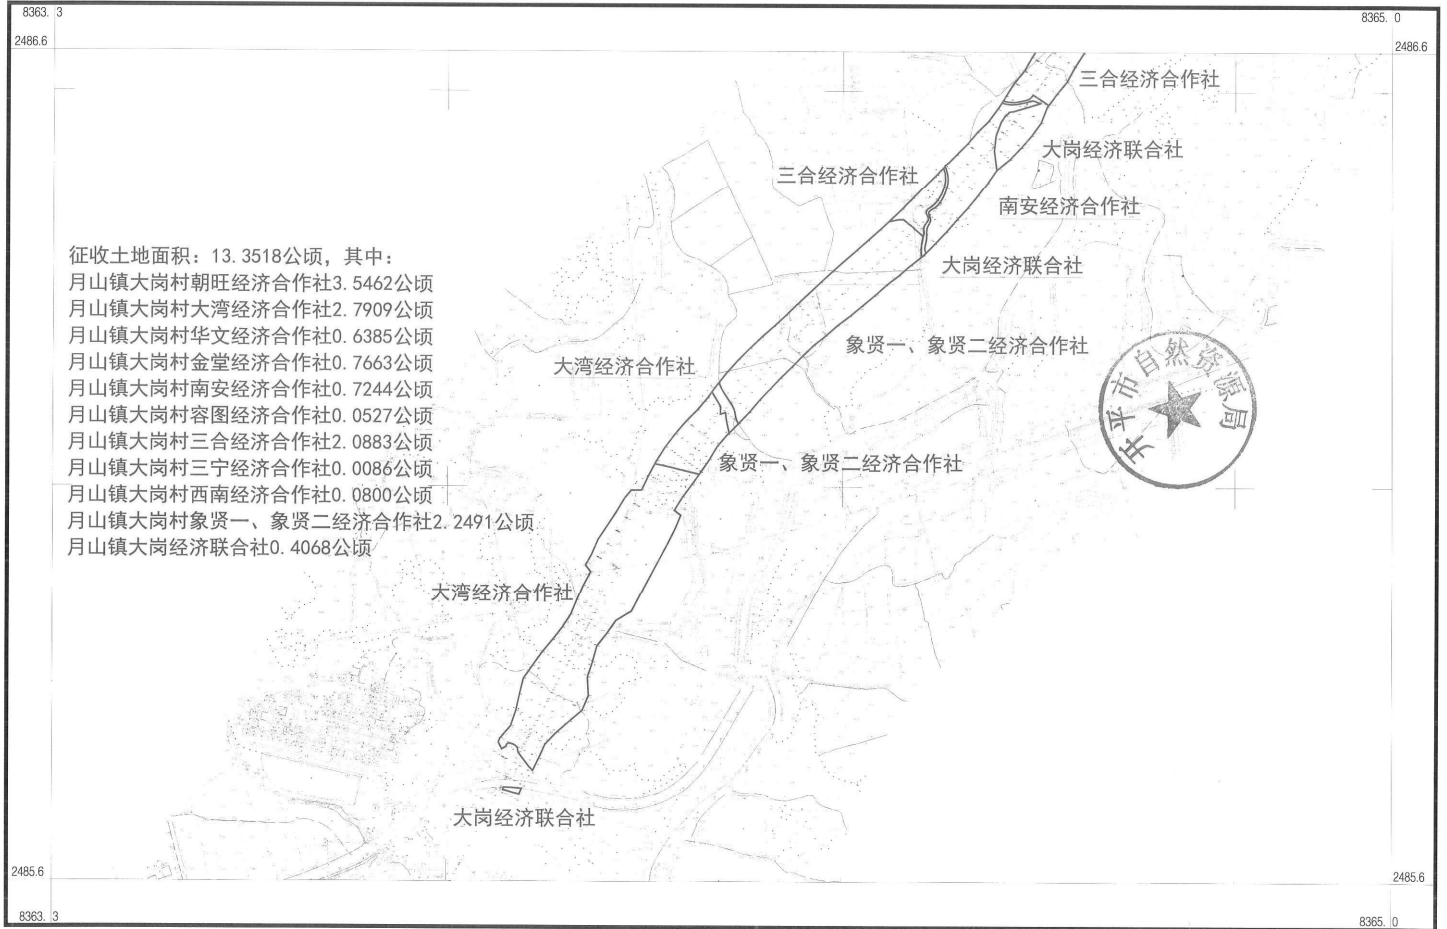 8363. 3
8365. 0
2486.6
2486.6
三合经济合作社
大岗经济联合社
三合经济合作社
南安经济合作社
大岗经济联合社
征收土地面积：13.3518公顷，其中：
月山镇大岗村朝旺经济合作社3.5462公顷
月山镇大岗村大湾经济合作社2.7909公顷
月山镇大岗村华文经济合作社0.6385公顷
月山镇大岗村金堂经济合作社0.7663公顷
月山镇大岗村南安经济合作社0.7244公顷
月山镇大岗村容图经济合作社0.0527公顷
月山镇大岗村三合经济合作社2.0883公顷
月山镇大岗村三宁经济合作社0.0086公顷
月山镇大岗村西南经济合作社0.0800公顷
月山镇大岗村象贤一、象贤二经济合作社2.2491公顷
月山镇大岗经济联合社0.4068公顷
象贤一、象贤二经济合作社
大湾经济合作社
开平市自然资源局
象贤一、象贤二经济合作社
大湾经济合作社
大岗经济联合社
2485.6
2485.6
8363. 3
8365. 0